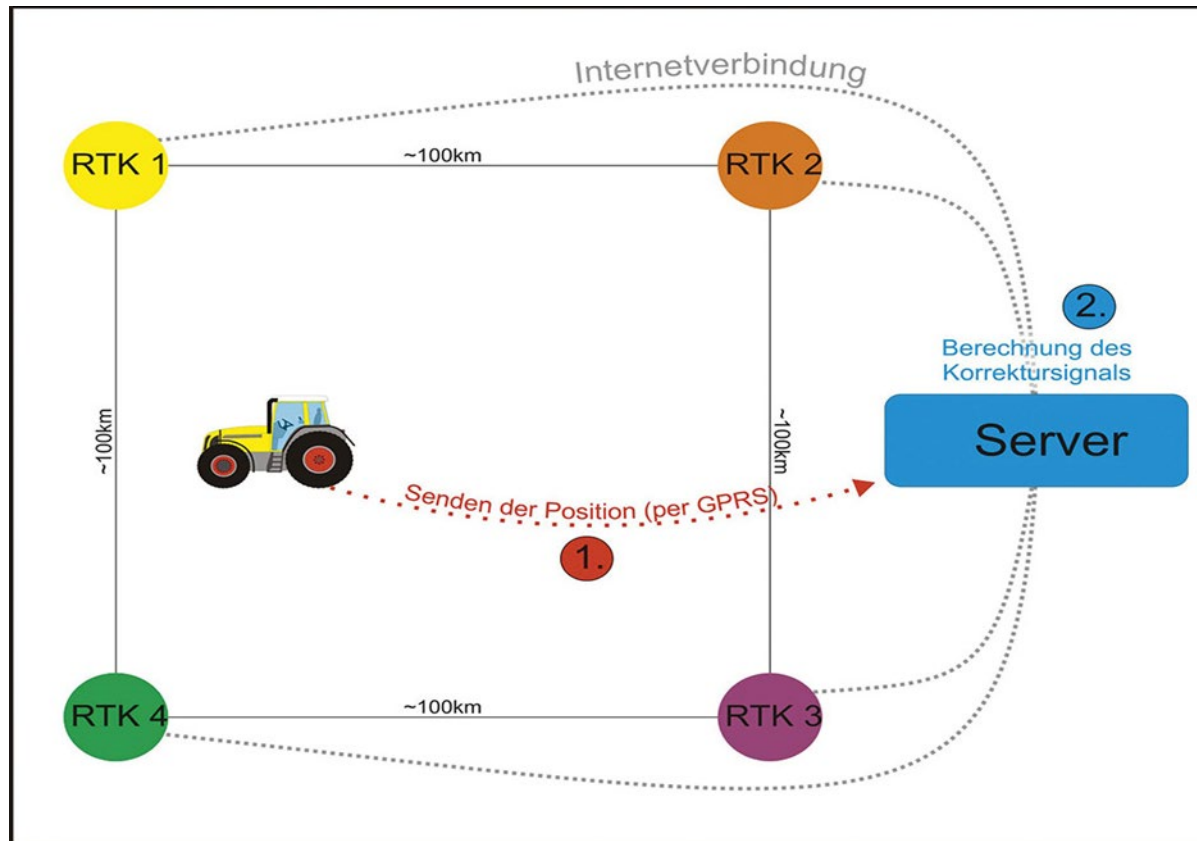 Internetverbindung
RTK 1
~100km
RTK 2
2.
Berechnung des
Korrektursignals
~100km
~100km
Server
Senden der Position (per GPRS)
1.
RTK 4
~100km
RTK 3